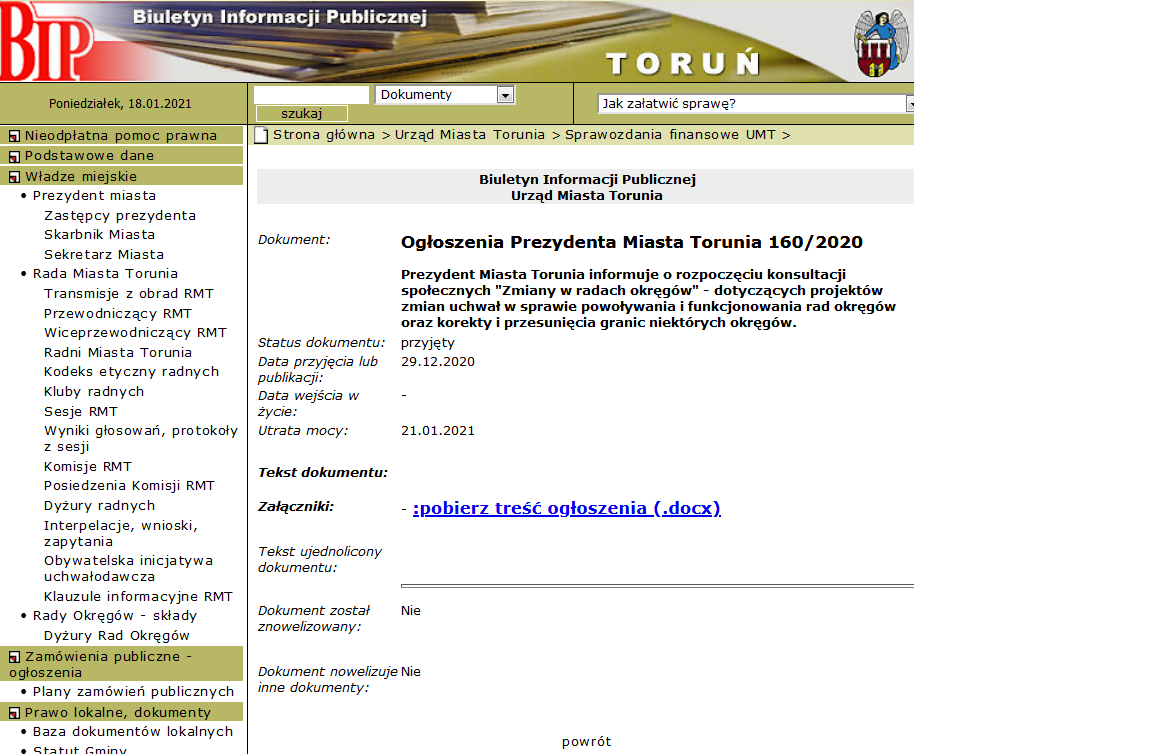 BIP
Biuletyn Informacji Publicznej
TORUŃ
Poniedziałek, 18.01.2021
Dokumenty
szukaj
Jak załatwić sprawę?
Nieodpłatna pomoc prawna
Podstawowe dane
Władze miejskie
• Prezydent miasta
Zastępcy prezydenta
Skarbnik Miasta
Sekretarz Miasta
• Rada Miasta Torunia
Transmisje z obrad RMT
Przewodniczący RMT
Wiceprzewodniczący RMT
Radni Miasta Torunia
Kodeks etyczny radnych
Kluby radnych
Sesje RMT
Wyniki głosowań, protokoły
z sesji
Komisje RMT
Posiedzenia Komisji RMT
Dyżury radnych
Interpelacje, wnioski,
zapytania
Obywatelska inicjatywa
uchwałodawcza
Klauzule informacyjne RMT
• Rady Okręgów - składy
Dyżury Rad Okręgów
Zamówienia publiczne -
ogłoszenia
• Plany zamówień publicznych
Prawo lokalne, dokumenty
• Baza dokumentów lokalnych
• Statut Gminy
Strona główna > Urząd Miasta Torunia > Sprawozdania finansowe UMT >
Biuletyn Informacji Publicznej
Urząd Miasta Torunia
Dokument: Ogłoszenia Prezydenta Miasta Torunia 160/2020
Prezydent Miasta Torunia informuje o rozpoczęciu konsultacji
społecznych "Zmiany w radach okręgów" - dotyczących projektów
zmian uchwał w sprawie powoływania i funkcjonowania rad okręgów
oraz korekty i przesunięcia granic niektórych okręgów.
Status dokumentu: przyjęty
Data przyjęcia lub 29.12.2020
publikacji:
Data wejścia w -
życie:
Utrata mocy: 21.01.2021
Tekst dokumentu:
Załączniki: - :pobierz treść ogłoszenia (.docx)
Tekst ujednolicony
dokumentu:
Dokument został Nie
znowelizowany:
Dokument nowelizuje Nie
inne dokumenty:
powrót